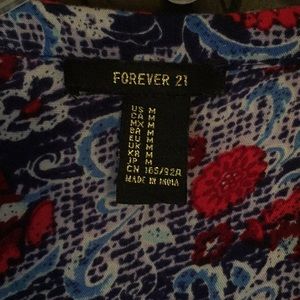 FOREVER 21
US M
CA M
MX M
BR M
EU M
UK M
KR M
JP M
CN 165/92A
MADE IN INDIA